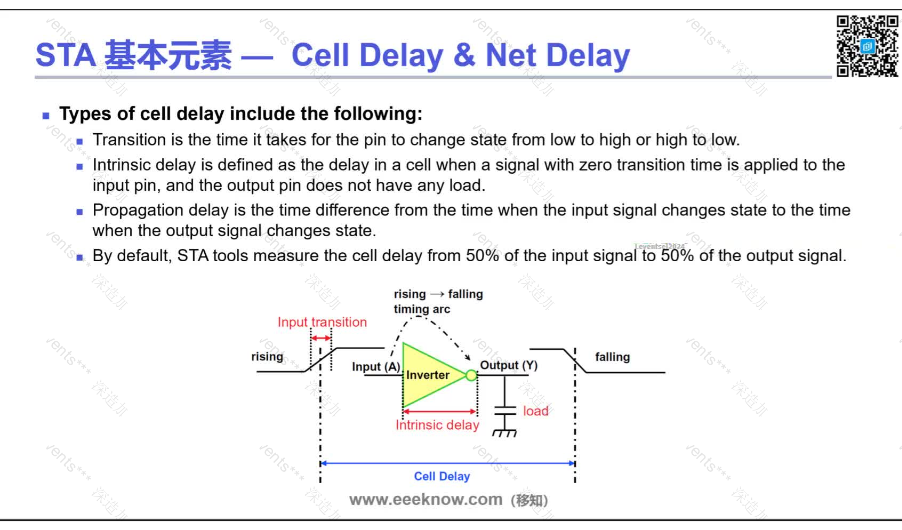 STA 基本元素 — Cell Delay & Net Delay
Types of cell delay include the following:
Transition is the time it takes for the pin to change state from low to high or high to low.
Intrinsic delay is defined as the delay in a cell when a signal with zero transition time is applied to the
input pin, and the output pin does not have any load.
Propagation delay is the time difference from the time when the input signal changes state to the time
when the output signal changes state.
By default, STA tools measure the cell delay from 50% of the input signal to 50% of the output signal.
rising → falling
timing arc
Input transition
rising
Input (A)
Inverter
Output (Y)
falling
load
Intrinsic delay
Cell Delay
www.eeeknow.com (移知)